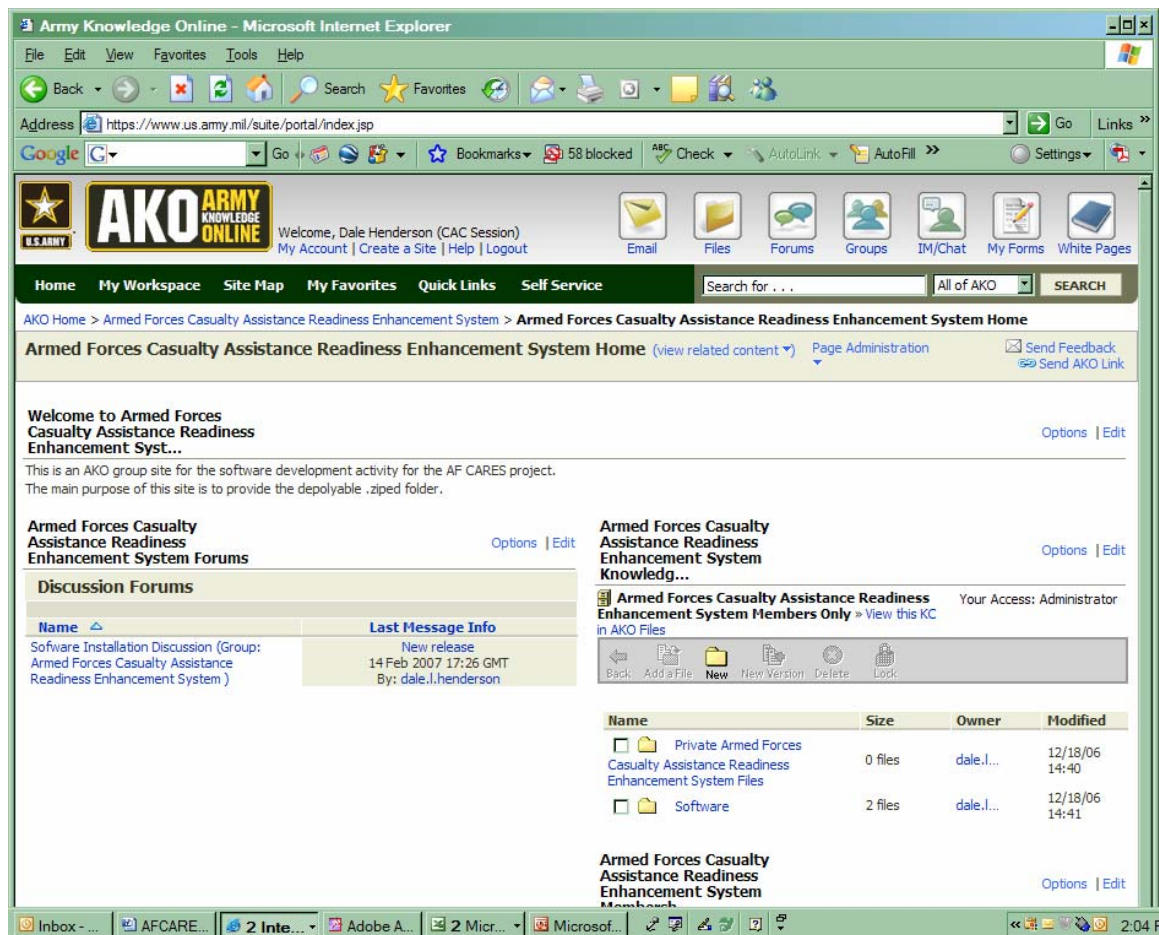 Army Knowledge Online - Microsoft Internet Explorer
File Edit View Favorites Tools Help
Back Search Favorites
Address https://www.us.army.mil/suite/portal/index.jsp Go Links »
Google G Go Bookmarks 58 blocked ABC Check AutoLink AutoFill » Settings
U.S.ARMY AKO ARMY KNOWLEDGE ONLINE
Welcome, Dale Henderson (CAC Session)
My Account | Create a Site | Help | Logout
Email Files Forums Groups IM/Chat My Forms White Pages
Home My Workspace Site Map My Favorites Quick Links Self Service Search for . . . All of AKO SEARCH
AKO Home > Armed Forces Casualty Assistance Readiness Enhancement System > Armed Forces Casualty Assistance Readiness Enhancement System Home
Armed Forces Casualty Assistance Readiness Enhancement System Home (view related content ▾) Page Administration ▾
Send Feedback
Send AKO Link
Welcome to Armed Forces
Casualty Assistance Readiness
Enhancement Syst...
Options | Edit
This is an AKO group site for the software development activity for the AF CARES project.
The main purpose of this site is to provide the depolyable .ziped folder.
Armed Forces Casualty
Assistance Readiness
Enhancement System Forums
Options | Edit
Discussion Forums
Name Last Message Info
Sofware Installation Discussion (Group:
Armed Forces Casualty Assistance
Readiness Enhancement System )
New release
14 Feb 2007 17:26 GMT
By: dale.l.henderson
Armed Forces Casualty
Assistance Readiness
Enhancement System
Knowledg...
Options | Edit
Armed Forces Casualty Assistance Readiness
Enhancement System Members Only » View this KC
in AKO Files
Your Access: Administrator
Back Add a File New New Version Delete Lock
Name Size Owner Modified
Private Armed Forces
Casualty Assistance Readiness
Enhancement System Files
0 files dale.l... 12/18/06
14:40
Software 2 files dale.l... 12/18/06
14:41
Armed Forces Casualty
Assistance Readiness
Enhancement System
Options | Edit
Inbox - ... AFCARE... 2 Inte... Adobe A... 2 Micr... Microsof... « 2:04